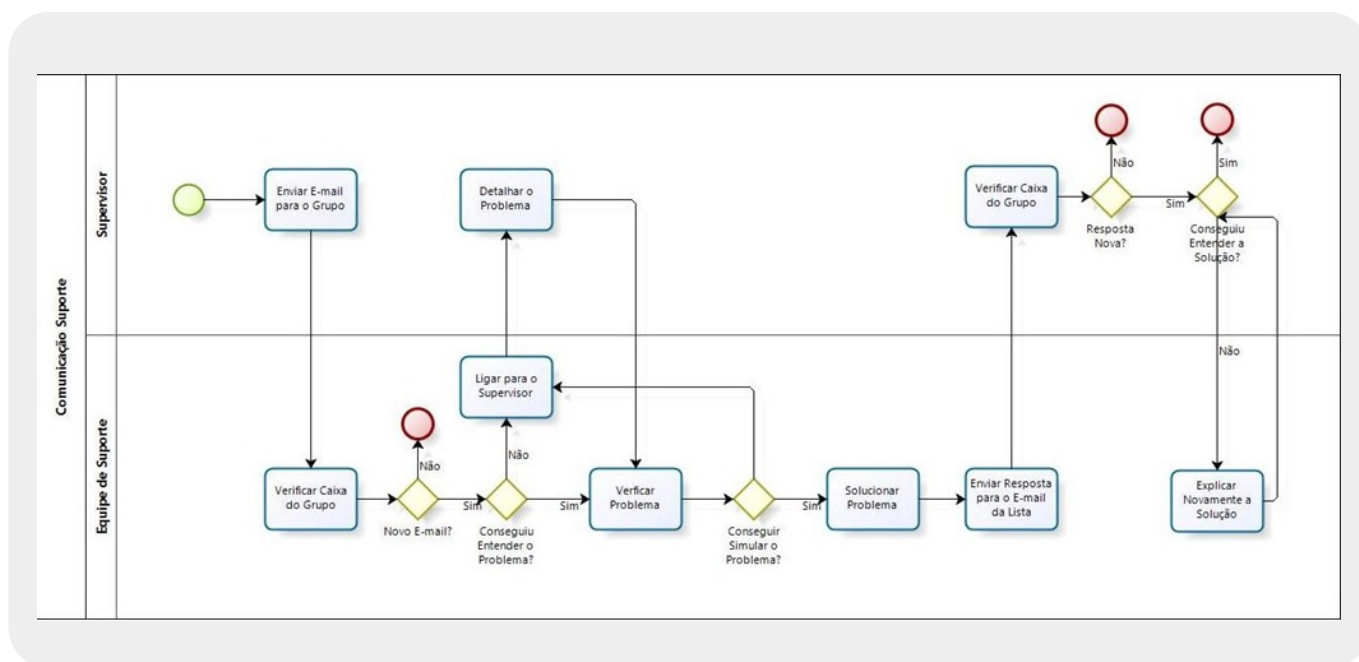 Comunicação Suporte
Supervisor
Enviar E-mail
para o Grupo
Detalhar o
Problema
Verificar Caixa
do Grupo
Não
Resposta
Nova?
Sim
Sim
Conseguiu
Entender a
Solução?
Não
Equipe de Suporte
Verificar Caixa
do Grupo
Não
Novo E-mail?
Sim
Ligar para o
Supervisor
Não
Conseguiu
Entender o
Problema?
Sim
Verficar
Problema
Conseguir
Simular o
Problema?
Sim
Solucionar
Problema
Enviar Resposta
para o E-mail
da Lista
Explicar
Novamente a
Solução